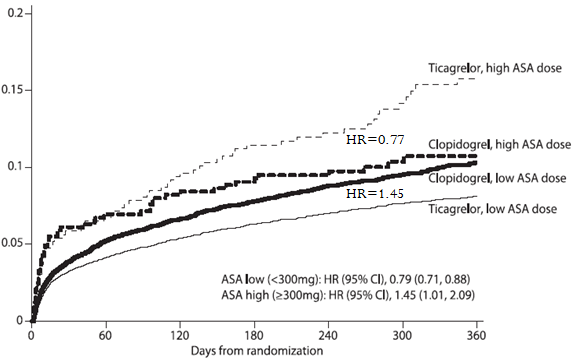 0.2
0.15
0.1
0.05
0
Ticagrelor, high ASA dose
HR=0.77
Clopidogrel, high ASA dose
Clopidogrel, low ASA dose
HR=1.45
Ticagrelor, low ASA dose
ASA low (<300mg): HR (95% CI), 0.79 (0.71, 0.88)
ASA high (≥300mg): HR (95% CI), 1.45 (1.01, 2.09)
0 60 120 180 240 300 360
Days from randomization